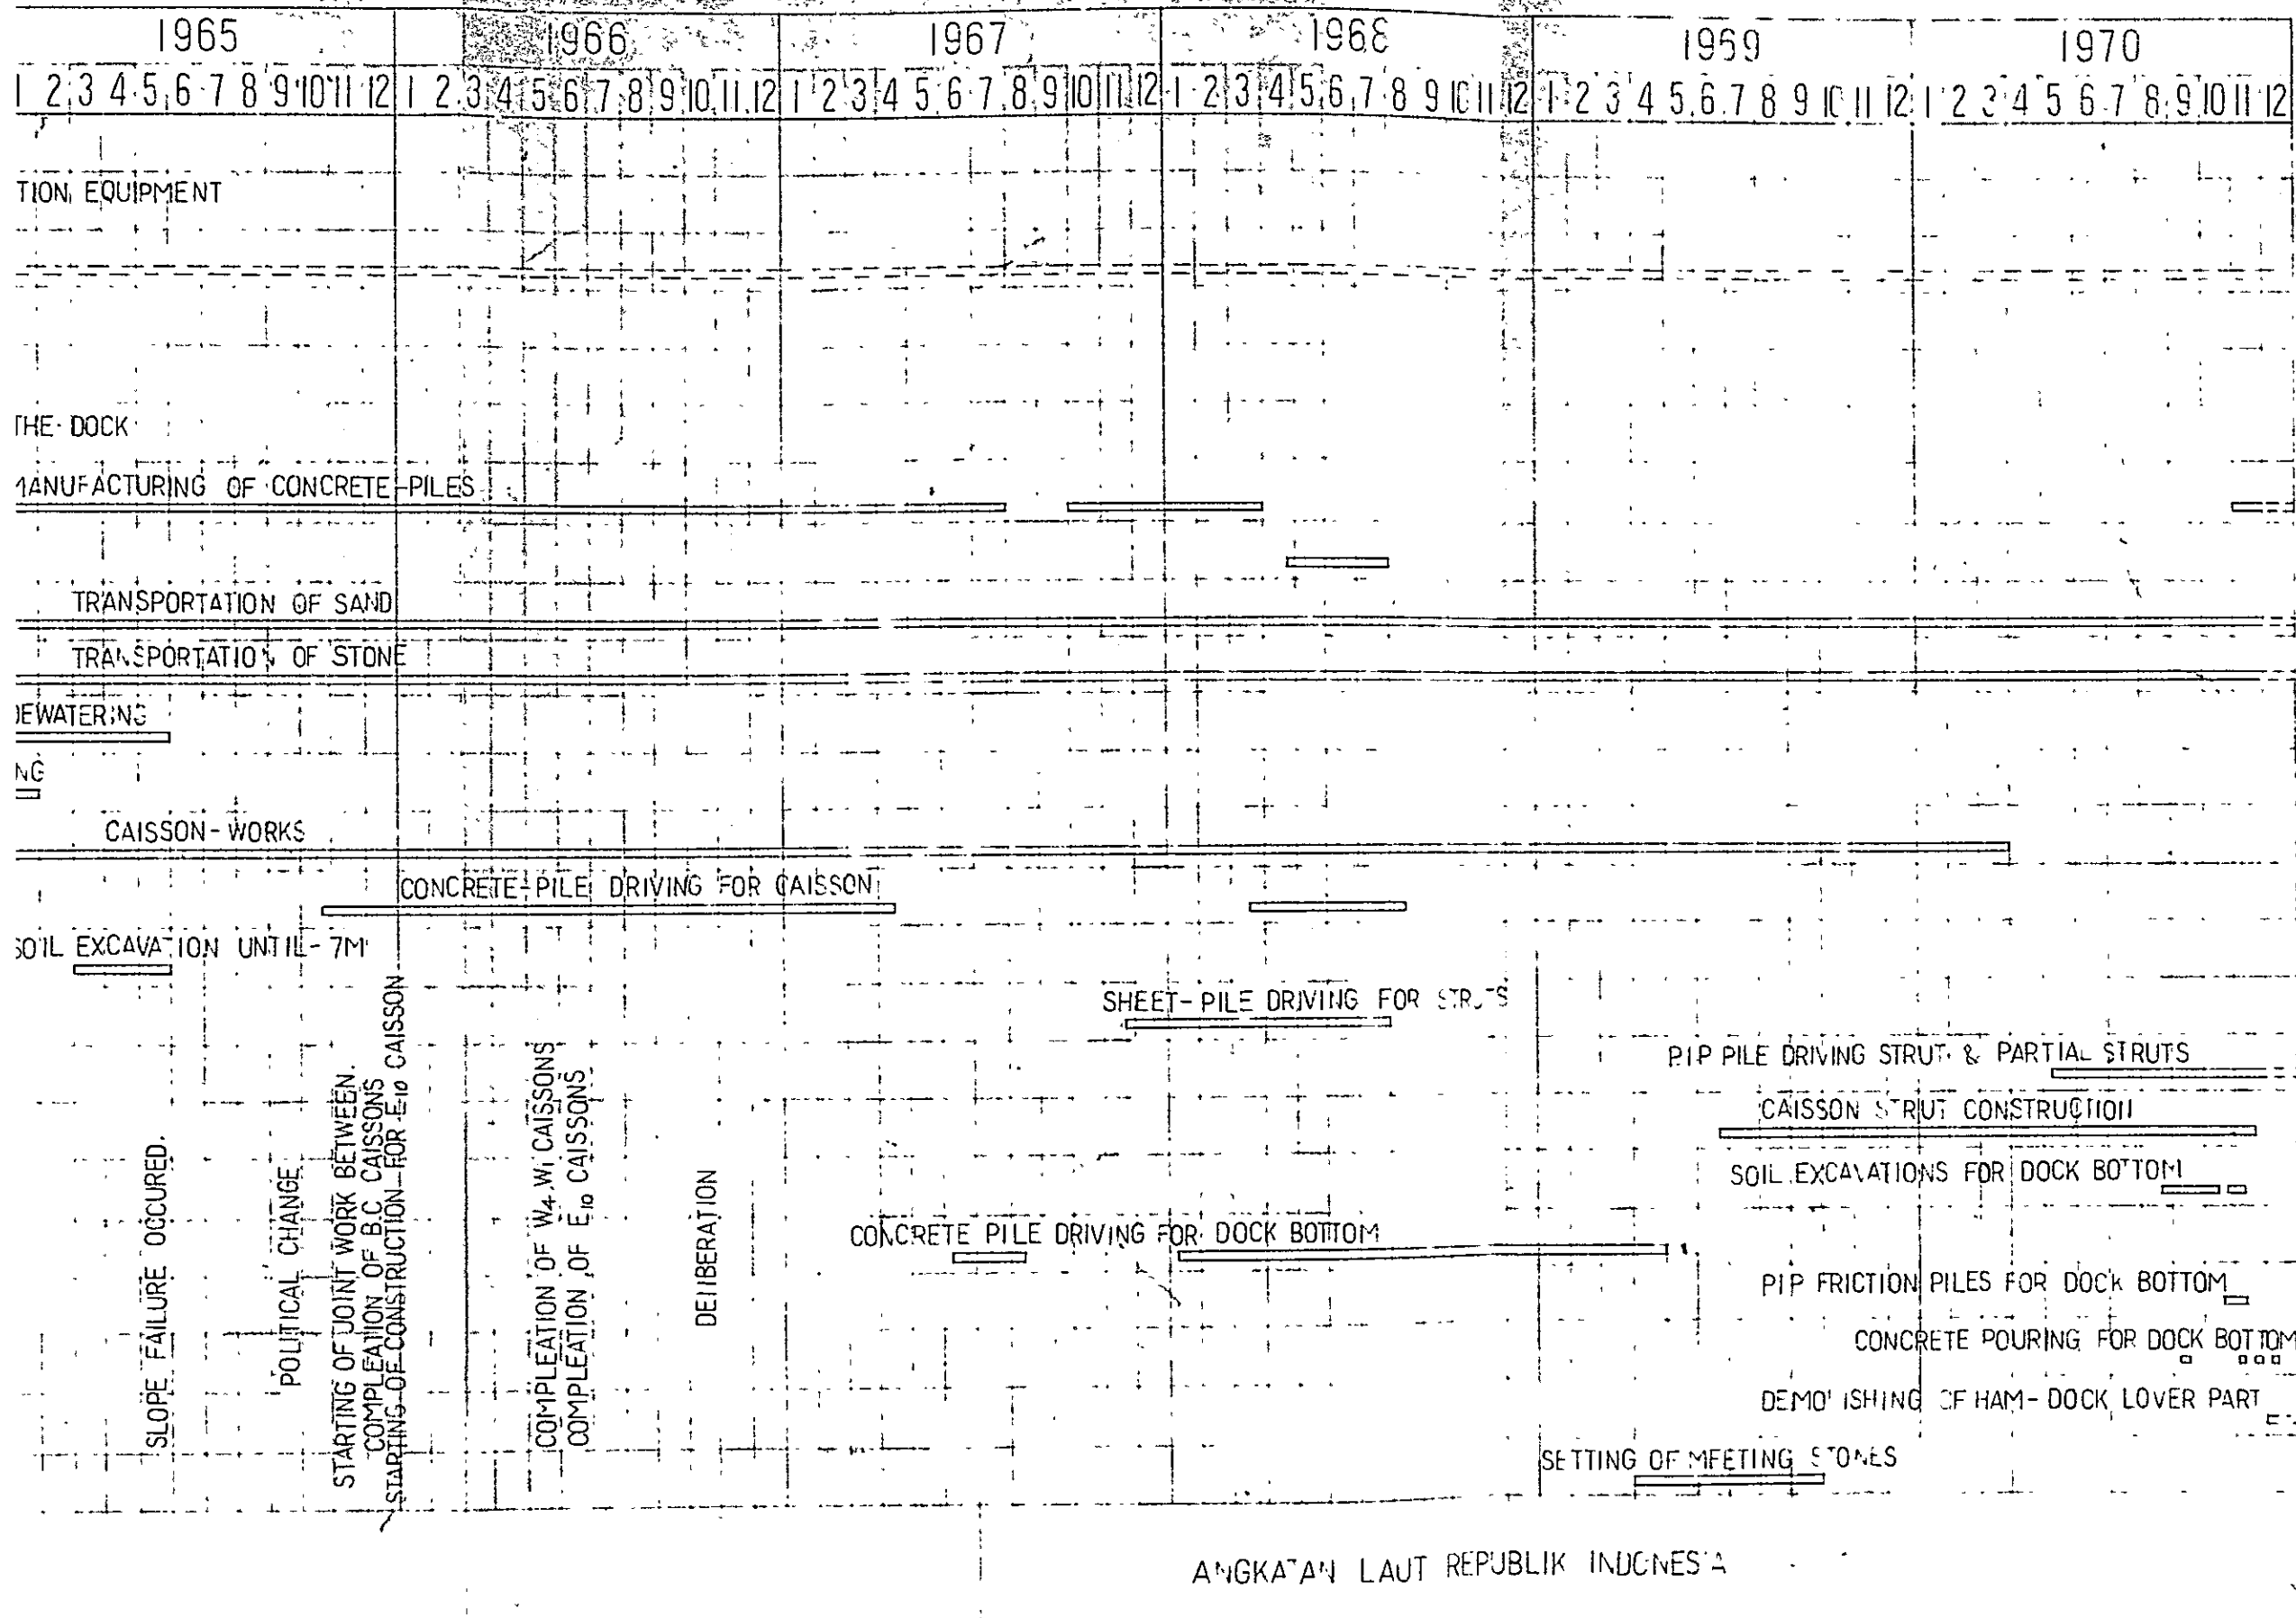 1965 1966 1967 1968 1959 1970
1 2 3 4 5 6 7 8 9 10 11 12 1 2 3 4 5 6 7 8 9 10 11 12 1 2 3 4 5 6 7 8 9 10 11 12 1 2 3 4 5 6 7 8 9 10 11 12 1 2 3 4 5 6 7 8 9 10 11 12 1 2 3 4 5 6 7 8 9 10 11 12
TION EQUIPMENT
THE DOCK
MANUFACTURING OF CONCRETE-PILES
TRANSPORTATION OF SAND
TRANSPORTATION OF STONE
DEWATERING
NG
CAISSON-WORKS
CONCRETE-PILE DRIVING FOR CAISSON
SOIL EXCAVATION UNTIL-7M
SHEET-PILE DRIVING FOR STRUTS
P.I.P PILE DRIVING STRUT & PARTIAL STRUTS
CAISSON STRUT CONSTRUCTION
SOIL EXCAVATIONS FOR DOCK BOTTOM
CONCRETE PILE DRIVING FOR DOCK BOTTOM
PIP FRICTION PILES FOR DOCK BOTTOM
CONCRETE POURING FOR DOCK BOTTOM
DEMOLISHING OF HAM-DOCK LOVER PART
SETTING OF MEETING STONES
SLOPE FAILURE OCCURED.
POLITICAL CHANGE
STARTING OF JOINT WORK BETWEEN.
COMPLEATION OF B.C CAISSONS
STARTING OF CONSTRUCTION FOR E10 CAISSON
COMPLEATION OF W4,W1 CAISSONS
COMPLEATION OF E10 CAISSONS
DELIBERATION
ANGKATAN LAUT REPUBLIK INDONESIA